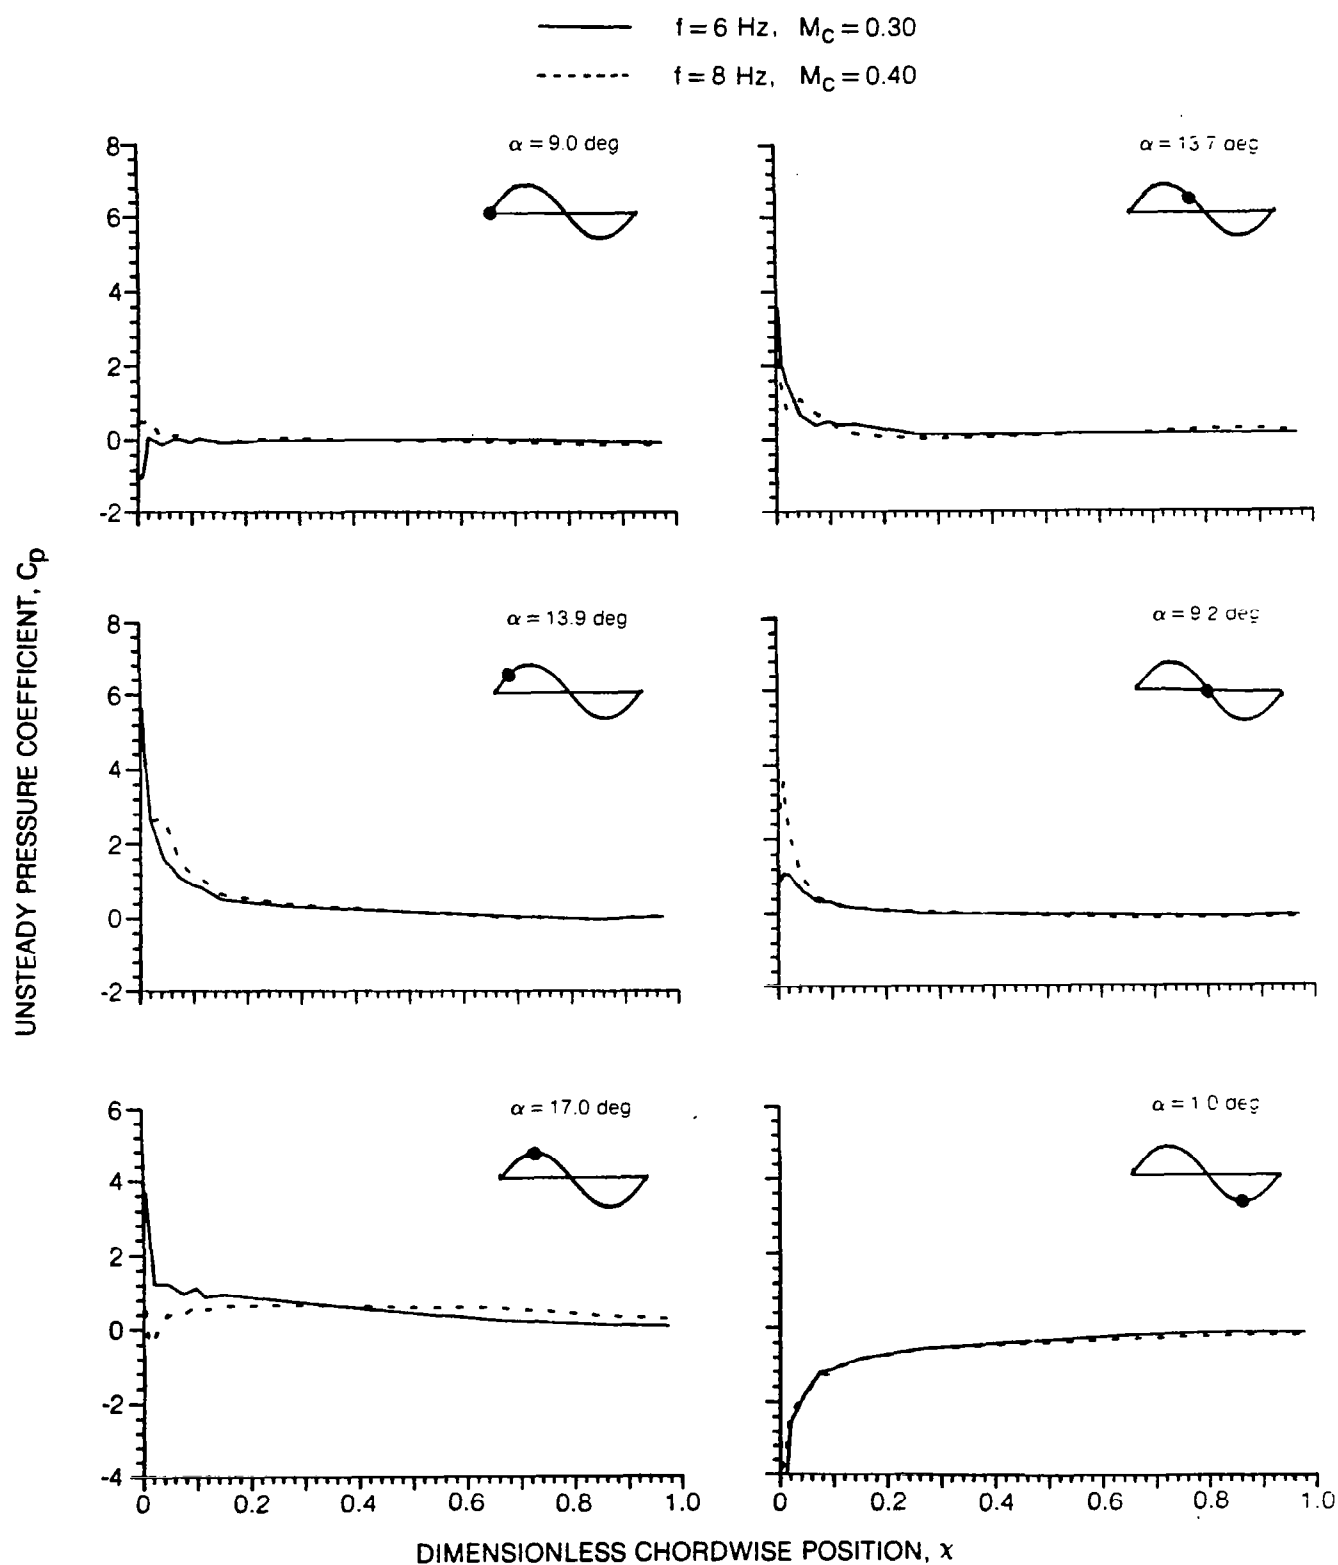 f = 6 Hz, M_C = 0.30
f = 8 Hz, M_C = 0.40
α = 9.0 deg
α = 13.7 deg
8
6
4
2
0
-2
α = 13.9 deg
α = 9.2 deg
8
6
4
2
0
-2
α = 17.0 deg
α = 1.0 deg
6
4
2
0
-2
-4
0 0.2 0.4 0.6 0.8 1.0
0 0.2 0.4 0.6 0.8 1.0
UNSTEADY PRESSURE COEFFICIENT, C_p
DIMENSIONLESS CHORDWISE POSITION, χ